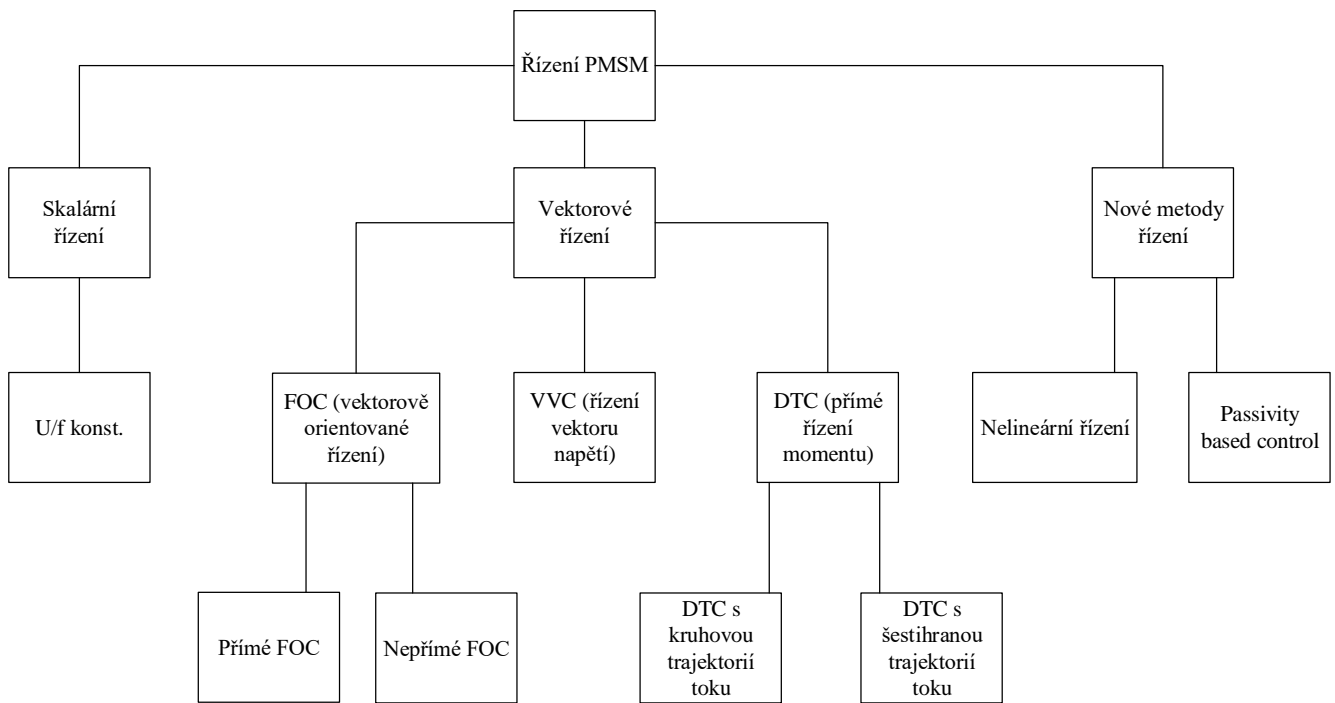 Řízení PMSM
Skalární
řízení
Vektorové
řízení
Nové metody
řízení
U/f konst.
FOC (vektorově
orientované
řízení)
VVC (řízení
vektoru
napětí)
DTC (přímé
řízení
momentu)
Nelineární řízení
Passivity
based control
Přímé FOC
Nepřímé FOC
DTC s
kruhovou
trajektorií
toku
DTC s
šestihranou
trajektorií
toku